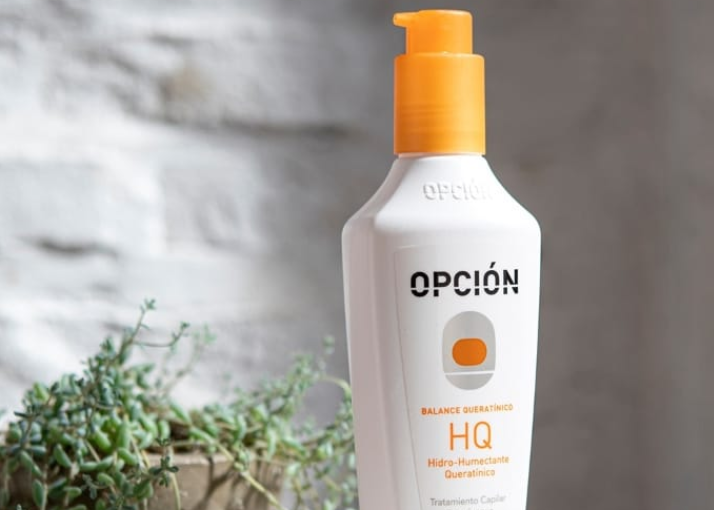 OPCIÓN
OPCIÓN
BALANCE QUERATÍNICO
HQ
Hidro-Humectante
Queratínico
Tratamiento Capilar